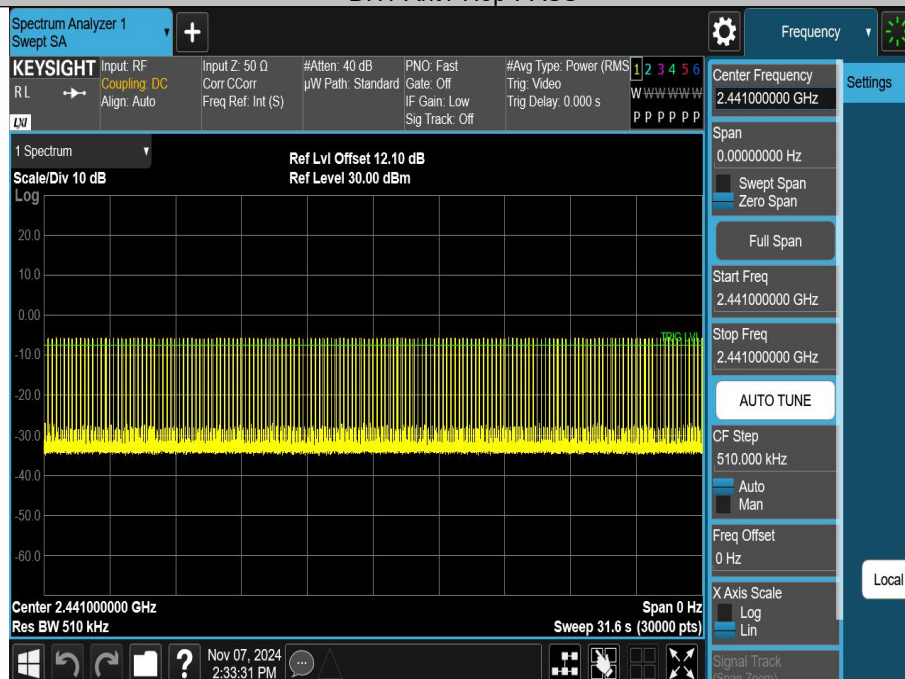 Spectrum Analyzer 1
Swept SA
Frequency
KEYSIGHT
RL
LXI
Input: RF
Coupling: DC
Align: Auto
Input Z: 50 Ω
Corr CCorr
Freq Ref: Int (S)
#Atten: 40 dB
µW Path: Standard
PNO: Fast
Gate: Off
IF Gain: Low
Sig Track: Off
#Avg Type: Power (RMS
Trig: Video
Trig Delay: 0.000 s
1 2 3 4 5 6
W W W W W W
P P P P P P
1 Spectrum
Scale/Div 10 dB
Ref Lvl Offset 12.10 dB
Ref Level 30.00 dBm
Log
20.0
10.0
0.00
TRIG LVL
-10.0
-20.0
-30.0
-40.0
-50.0
-60.0
Center 2.441000000 GHz
Res BW 510 kHz
Span 0 Hz
Sweep 31.6 s (30000 pts)
Center Frequency
2.441000000 GHz
Settings
Span
0.00000000 Hz
Swept Span
Zero Span
Full Span
Start Freq
2.441000000 GHz
Stop Freq
2.441000000 GHz
AUTO TUNE
CF Step
510.000 kHz
Auto
Man
Freq Offset
0 Hz
Local
X Axis Scale
Log
Lin
Signal Track
(Span Zoom)
?
Nov 07, 2024
2:33:31 PM